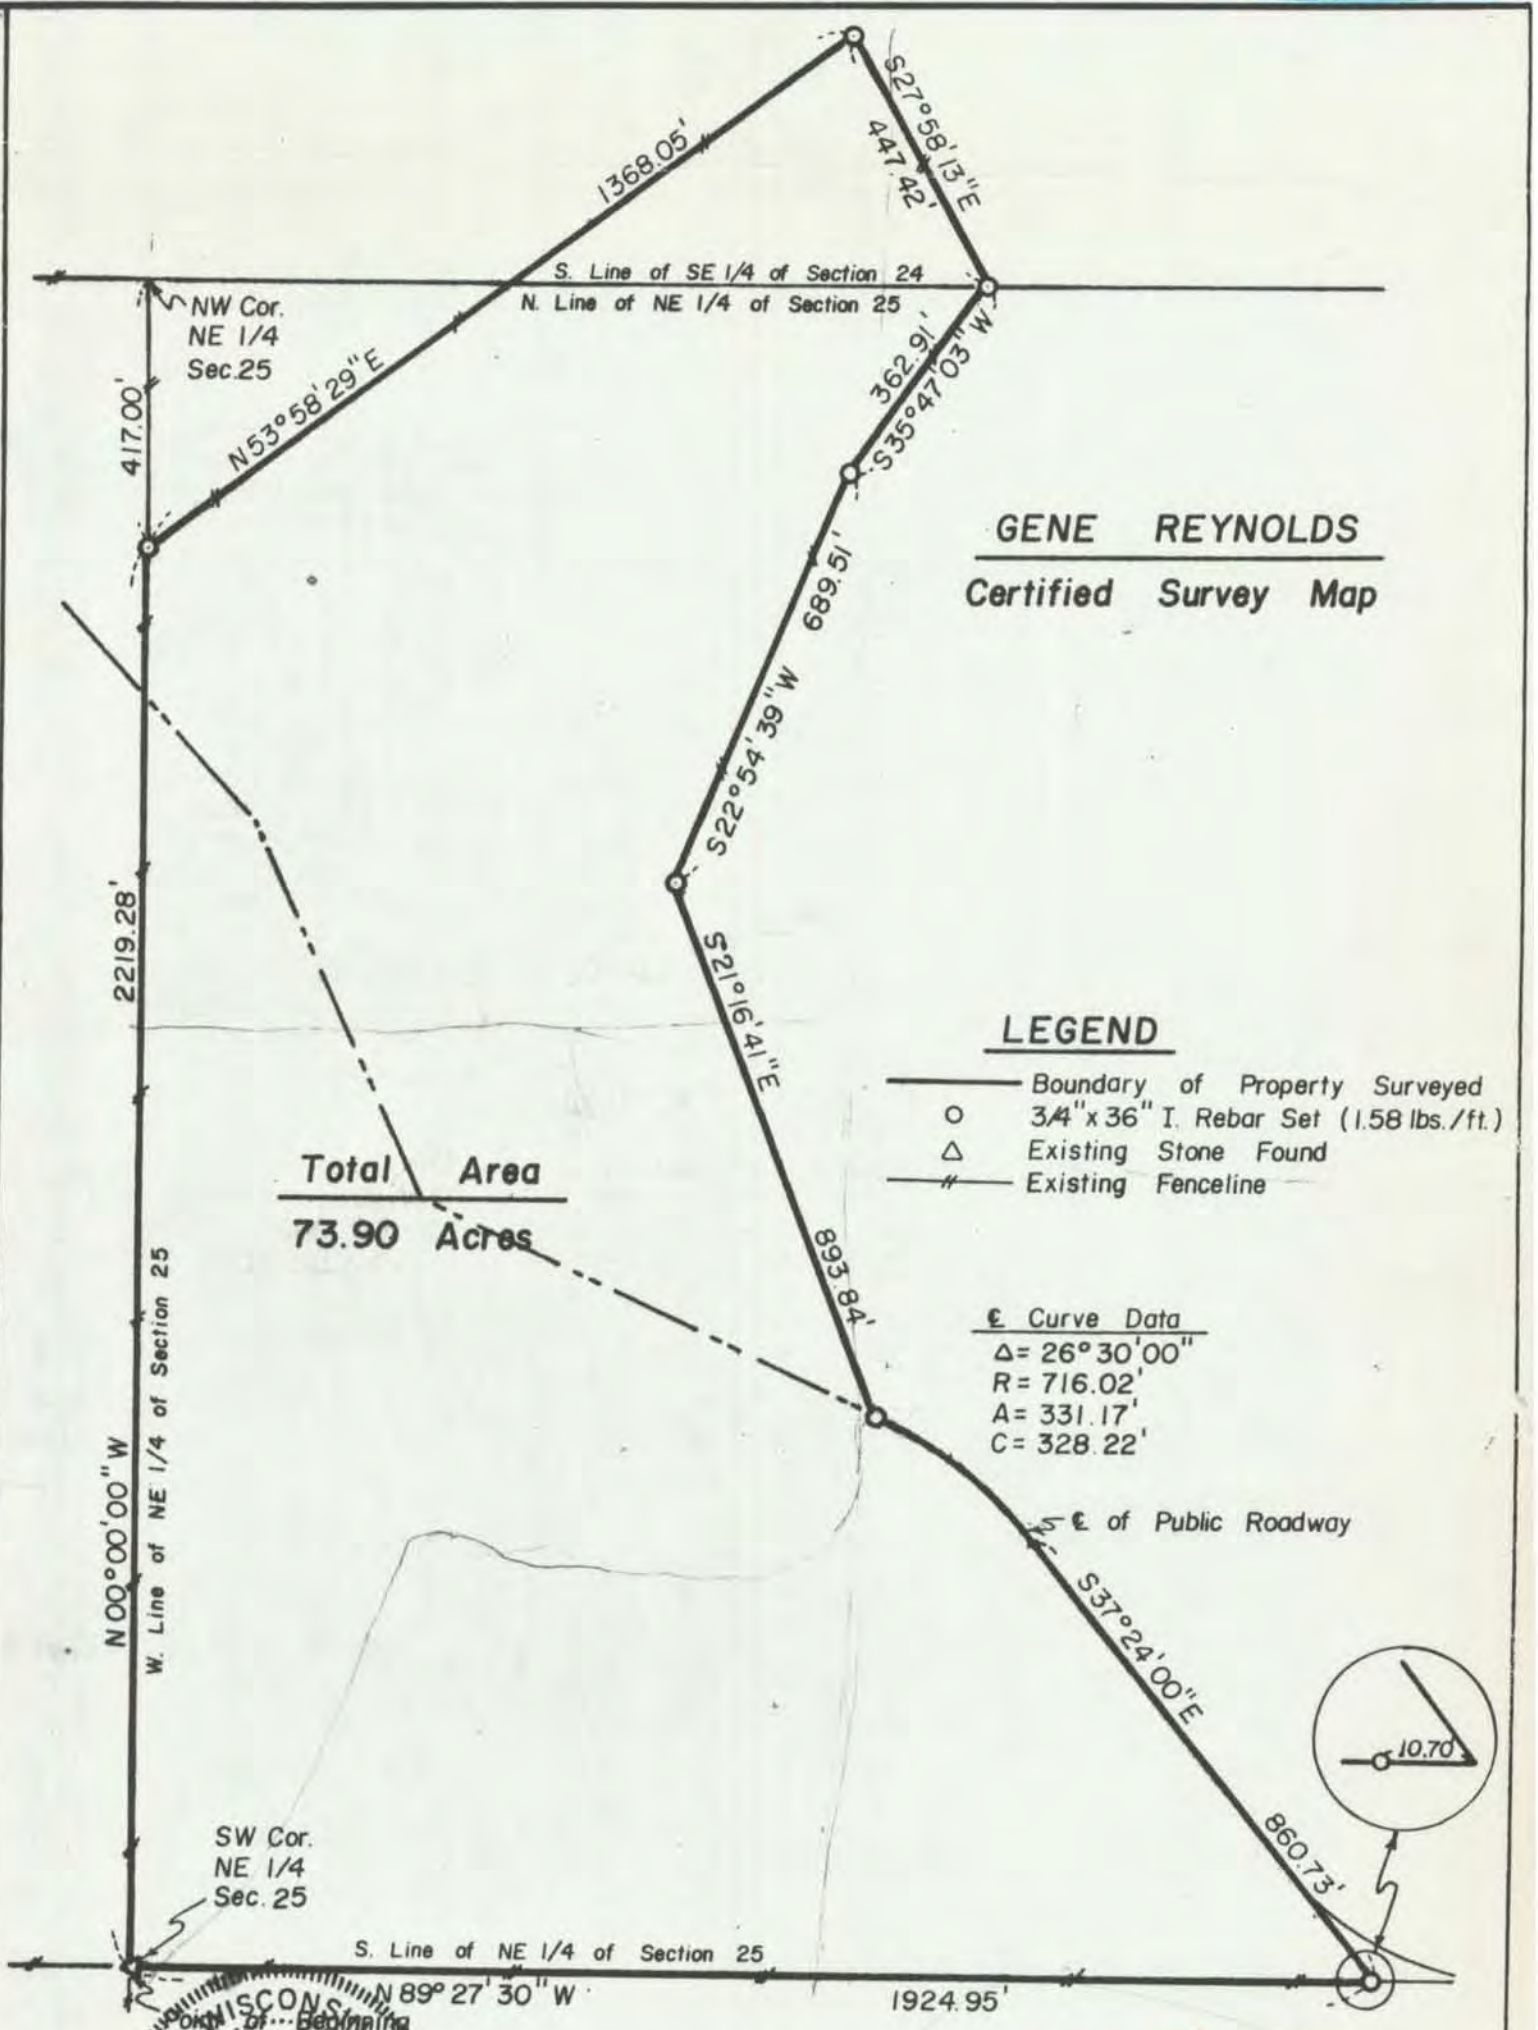 S27°58'13"E
447.42'
1368.05'
S. Line of SE 1/4 of Section 24
N. Line of NE 1/4 of Section 25
NW Cor.
NE 1/4
Sec.25
417.00'
N53°58'29"E
362.91'
S35°47'03"W
GENE REYNOLDS
Certified Survey Map
689.51'
S22°54'39"W
2219.28'
S21°16'41"E
LEGEND
Boundary of Property Surveyed
3/4"x36" I. Rebar Set (1.58 lbs./ft.)
Existing Stone Found
Existing Fenceline
Total Area
73.90 Acres
893.84'
℄ Curve Data
Δ= 26°30'00"
R= 716.02'
A= 331.17'
C= 328.22'
W. Line of NE 1/4 of Section 25
N00°00'00"W
℄ of Public Roadway
S37°24'00"E
10.70'
860.73'
SW Cor.
NE 1/4
Sec. 25
S. Line of NE 1/4 of Section 25
N89°27'30"W
1924.95'
WISCONS
Point of Beginning